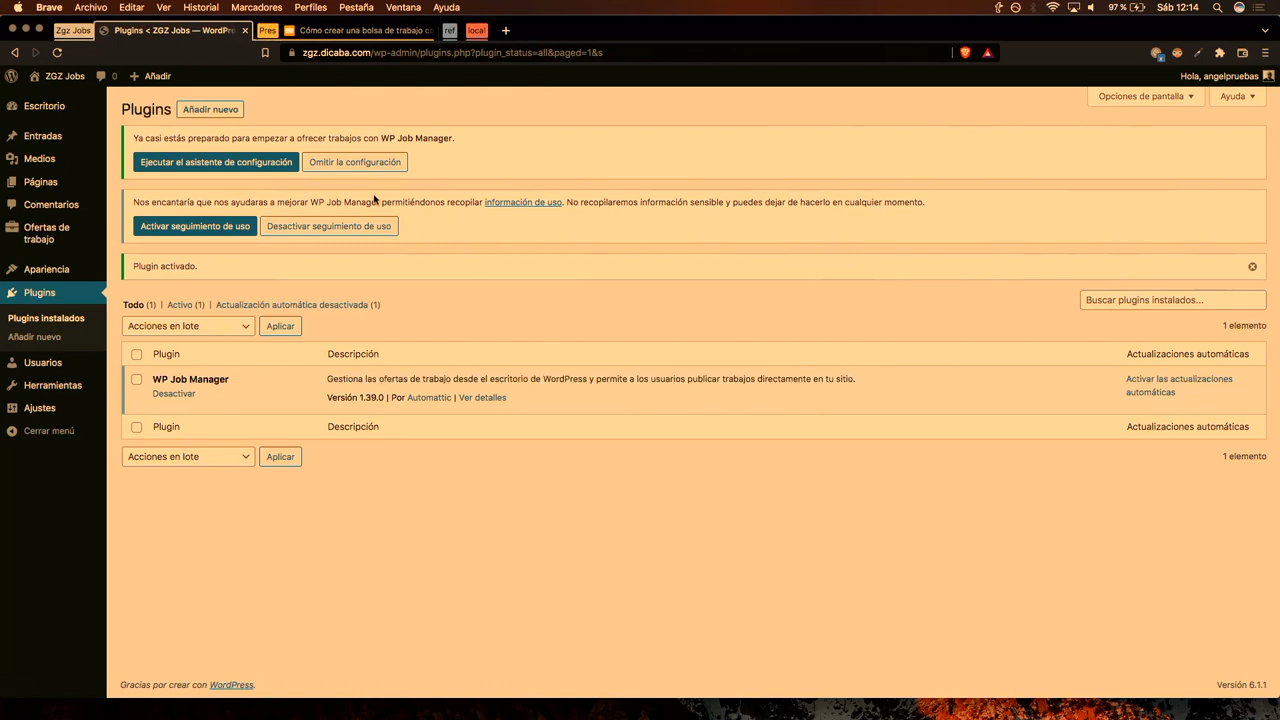 Brave Archivo Editar Ver Historial Marcadores Perfiles Pestaña Ventana Ayuda 97 % Sáb 12:14
Zgz Jobs Plugins < ZGZ Jobs — WordPre Pres Cómo crear una bolsa de trabajo co ref local
zgz.dicaba.com/wp-admin/plugins.php?plugin_status=all&paged=1&s
ZGZ Jobs 0 Añadir Hola, angelpruebas
Escritorio
Entradas
Medios
Páginas
Comentarios
Ofertas de
trabajo
Apariencia
Plugins
Plugins instalados
Añadir nuevo
Usuarios
Herramientas
Ajustes
Cerrar menú
Opciones de pantalla Ayuda
Plugins Añadir nuevo
Ya casi estás preparado para empezar a ofrecer trabajos con WP Job Manager.
Ejecutar el asistente de configuración Omitir la configuración
Nos encantaría que nos ayudaras a mejorar WP Job Manager permitiéndonos recopilar información de uso. No recopilaremos información sensible y puedes dejar de hacerlo en cualquier momento.
Activar seguimiento de uso Desactivar seguimiento de uso
Plugin activado.
Todo (1) | Activo (1) | Actualización automática desactivada (1)
Buscar plugins instalados...
Acciones en lote Aplicar 1 elemento
Plugin Descripción Actualizaciones automáticas
WP Job Manager Gestiona las ofertas de trabajo desde el escritorio de WordPress y permite a los usuarios publicar trabajos directamente en tu sitio. Activar las actualizaciones
Desactivar Versión 1.39.0 | Por Automattic | Ver detalles automáticas
Plugin Descripción Actualizaciones automáticas
Acciones en lote Aplicar 1 elemento
Gracias por crear con WordPress. Versión 6.1.1